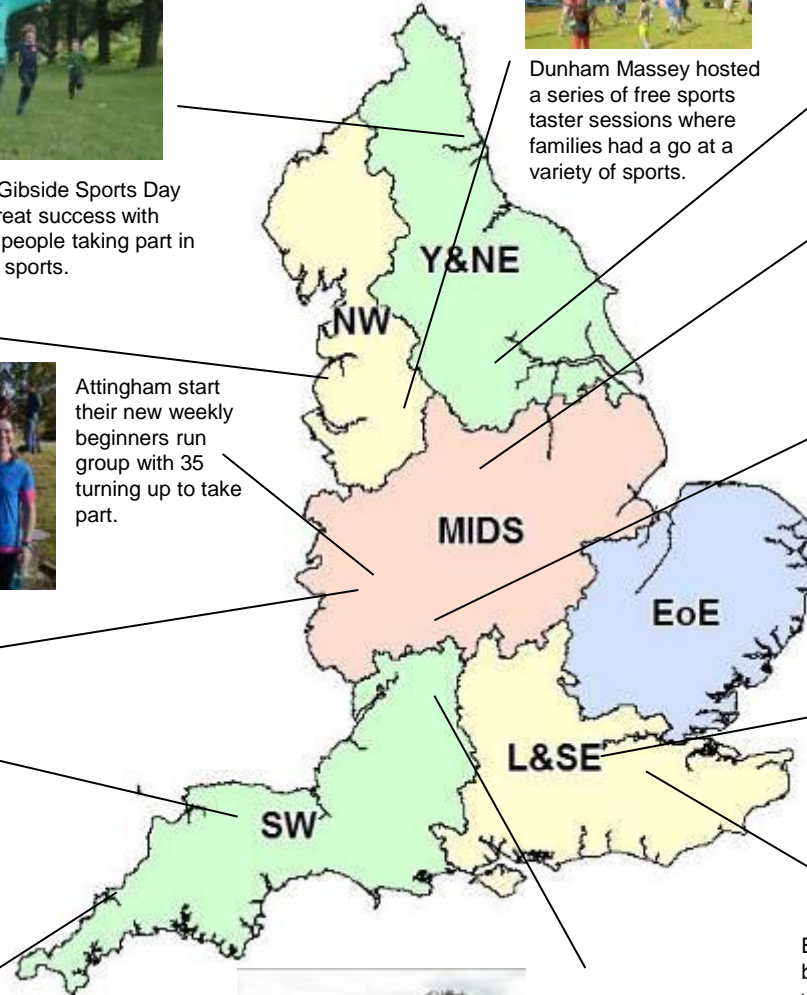 Dunham Massey hosted
a series of free sports
taster sessions where
families had a go at a
variety of sports.
Gibside Sports Day
reat success with
people taking part in
sports.
Y&NE
NW
Attingham start
their new weekly
beginners run
group with 35
turning up to take
part.
MIDS
EoE
L&SE
SW